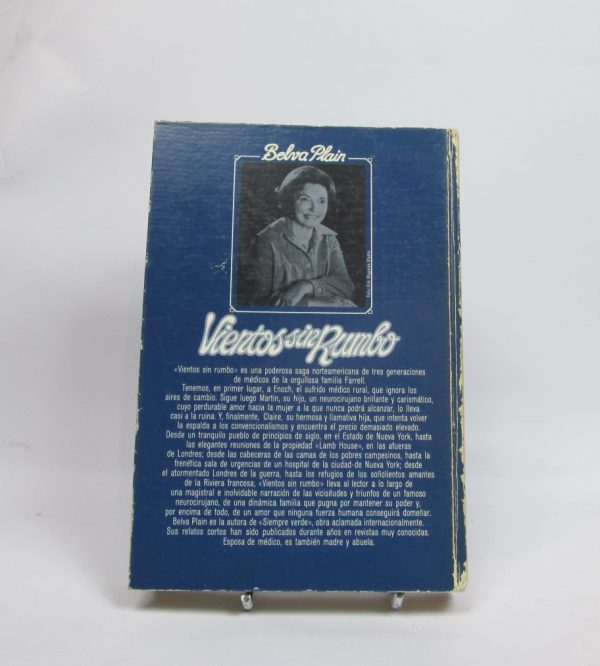 Belva Plain
Vientos sin Rumbo
«Vientos sin rumbo» es una poderosa saga norteamericana de tres generaciones
de médicos de la orgullosa familia Farrell.
Tenemos, en primer lugar, a Enoch, el sufrido médico rural, que ignora los
aires de cambio. Sigue luego Martin, su hijo, un neurocirujano brillante y carismático,
cuyo perdurable amor hacia la mujer a la que nunca podrá alcanzar, lo lleva
casi a la ruina. Y, finalmente, Claire, su hermosa y llamativa hija, que intenta volver
la espalda a los convencionalismos y encuentra el precio demasiado elevado.
Desde un tranquilo pueblo de principios de siglo, en el Estado de Nueva York, hasta
las elegantes reuniones de la propiedad «Lamb House», en las afueras
de Londres; desde las cabeceras de las camas de los pobres campesinos, hasta la
frenética sala de urgencias de un hospital de la ciudad de Nueva York; desde
el atormentado Londres de la guerra, hasta los refugios de los soñolientos amantes
de la Riviera francesa, «Vientos sin rumbo» lleva al lector a lo largo de
una magistral e inolvidable narración de las vicisitudes y triunfos de un famoso
neurocirujano, de una dinámica familia que pugna por mantener su poder y,
por encima de todo, de un amor que ninguna fuerza humana conseguirá domeñar.
Belva Plain es la autora de «Siempre verde», obra aclamada internacionalmente.
Sus relatos cortos han sido publicados durante años en revistas muy conocidas.
Esposa de médico, es también madre y abuela.